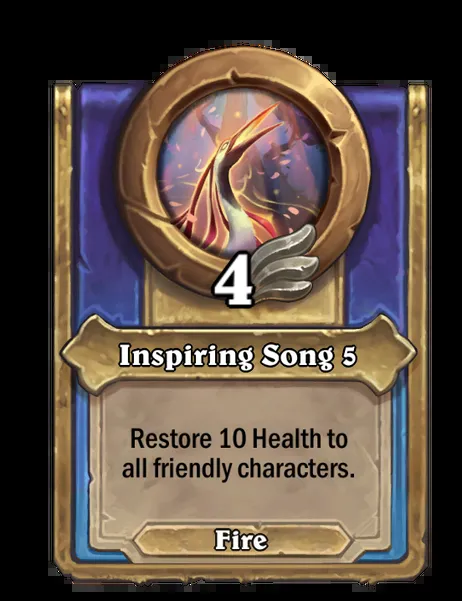 4
Inspiring Song 5
Restore 10 Health to
all friendly characters.
Fire